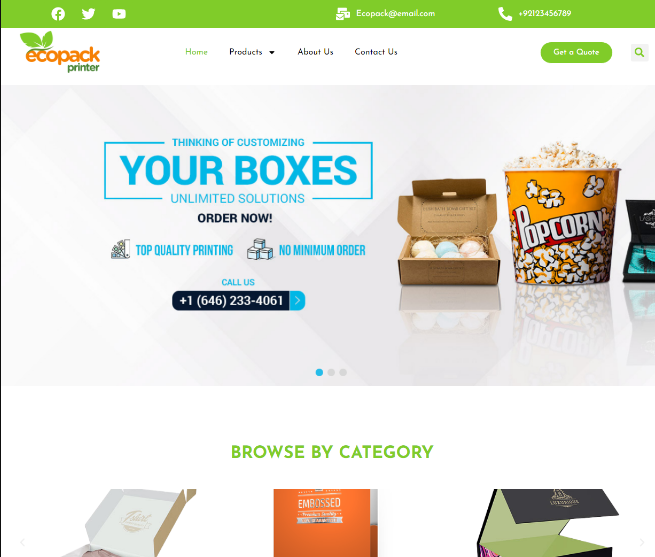 Ecopack@email.com
+92123456789
ecopack
printer
Home
Products
About Us
Contact Us
Get a Quote
THINKING OF CUSTOMIZING
YOUR BOXES
UNLIMITED SOLUTIONS
ORDER NOW!
TOP QUALITY PRINTING
NO MINIMUM ORDER
CALL US
+1 (646) 233-4061
POPCORN
BROWSE BY CATEGORY
EMBOSSED